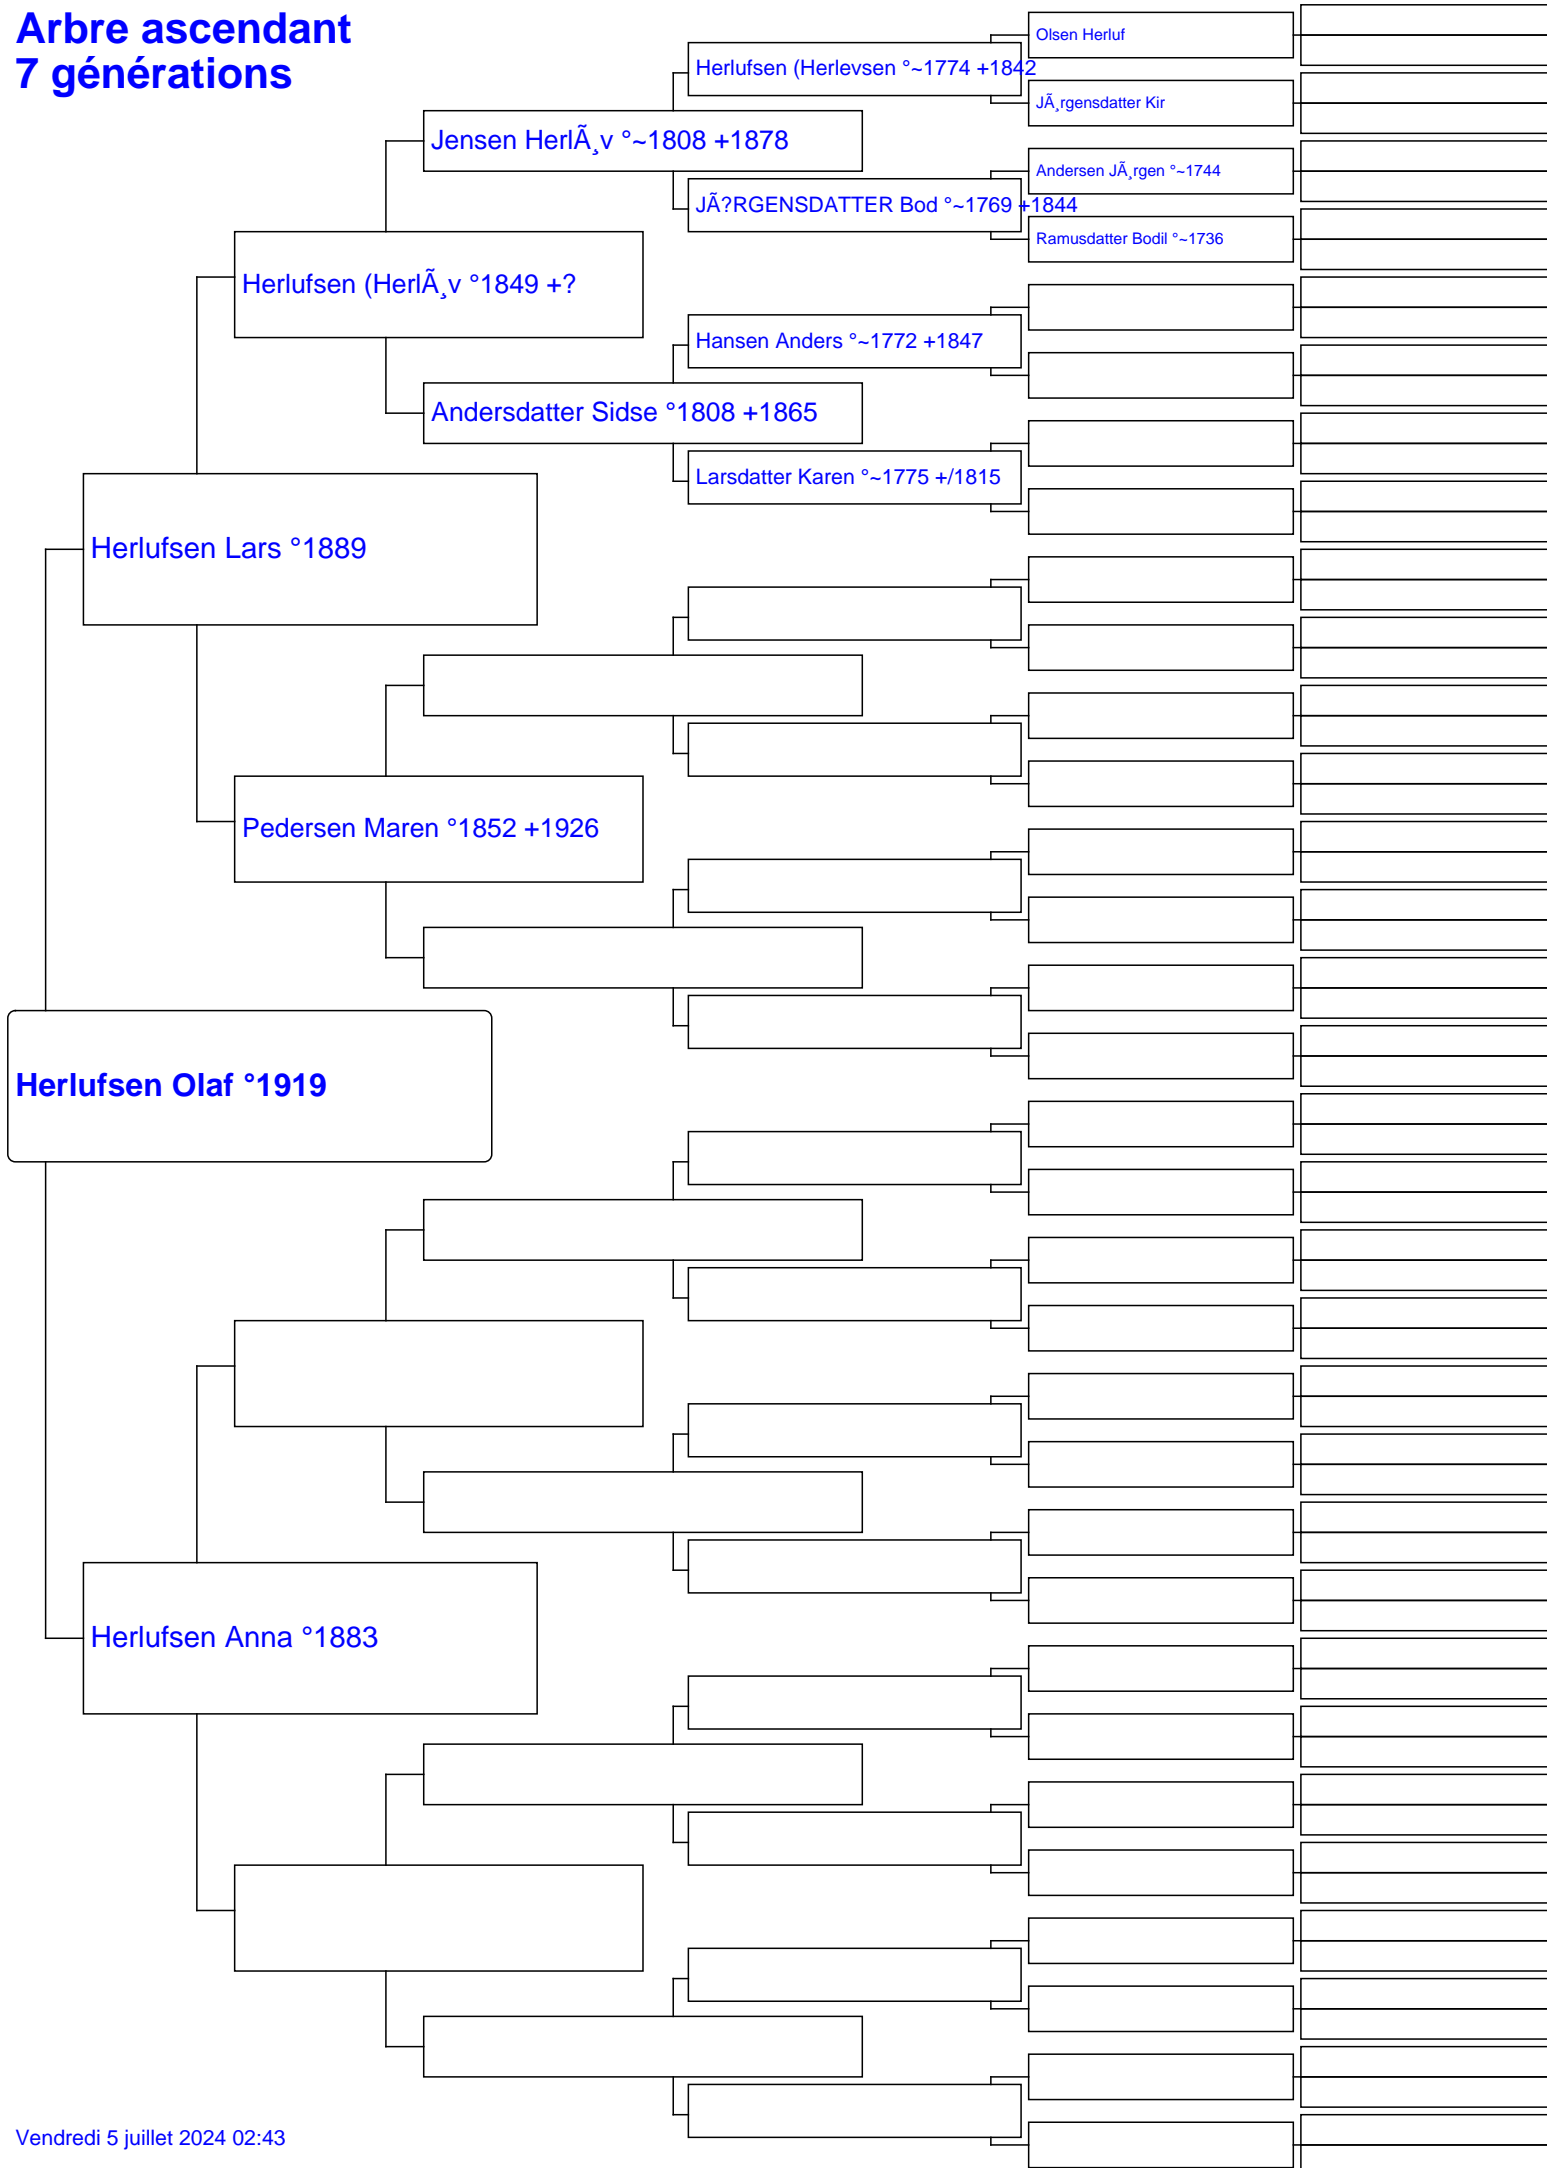 Arbre ascendant
7 générations
Olsen Herluf
Herlufsen (Herlevsen °~1774 +1842
JÃ¸rgensdatter Kir
Jensen HerlÃ¸v °~1808 +1878
Andersen JÃ¸rgen °~1744
JÃ?RGENSDATTER Bod °~1769 +1844
Ramusdatter Bodil °~1736
Herlufsen (HerlÃ¸v °1849 +?
Hansen Anders °~1772 +1847
Andersdatter Sidse °1808 +1865
Larsdatter Karen °~1775 +/1815
Herlufsen Lars °1889
Pedersen Maren °1852 +1926
Herlufsen Olaf °1919
Herlufsen Anna °1883
Vendredi 5 juillet 2024 02:43